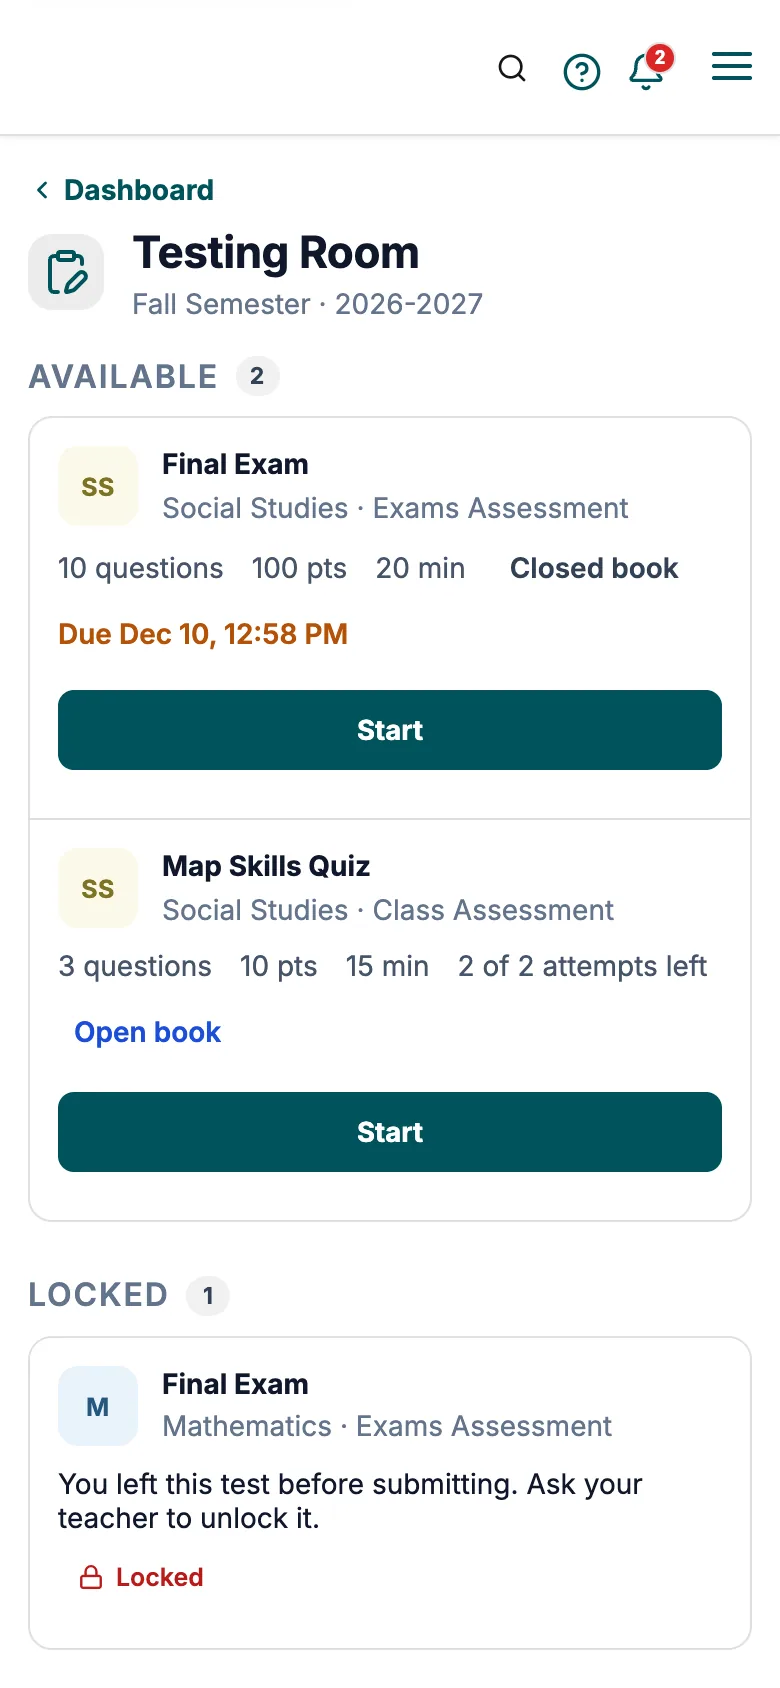 2
Dashboard
Testing Room
Fall Semester · 2026-2027
AVAILABLE 2
SS
Final Exam
Social Studies · Exams Assessment
10 questions 100 pts 20 min Closed book
Due Dec 10, 12:58 PM
Start
SS
Map Skills Quiz
Social Studies · Class Assessment
3 questions 10 pts 15 min 2 of 2 attempts left
Open book
Start
LOCKED 1
M
Final Exam
Mathematics · Exams Assessment
You left this test before submitting. Ask your
teacher to unlock it.
Locked